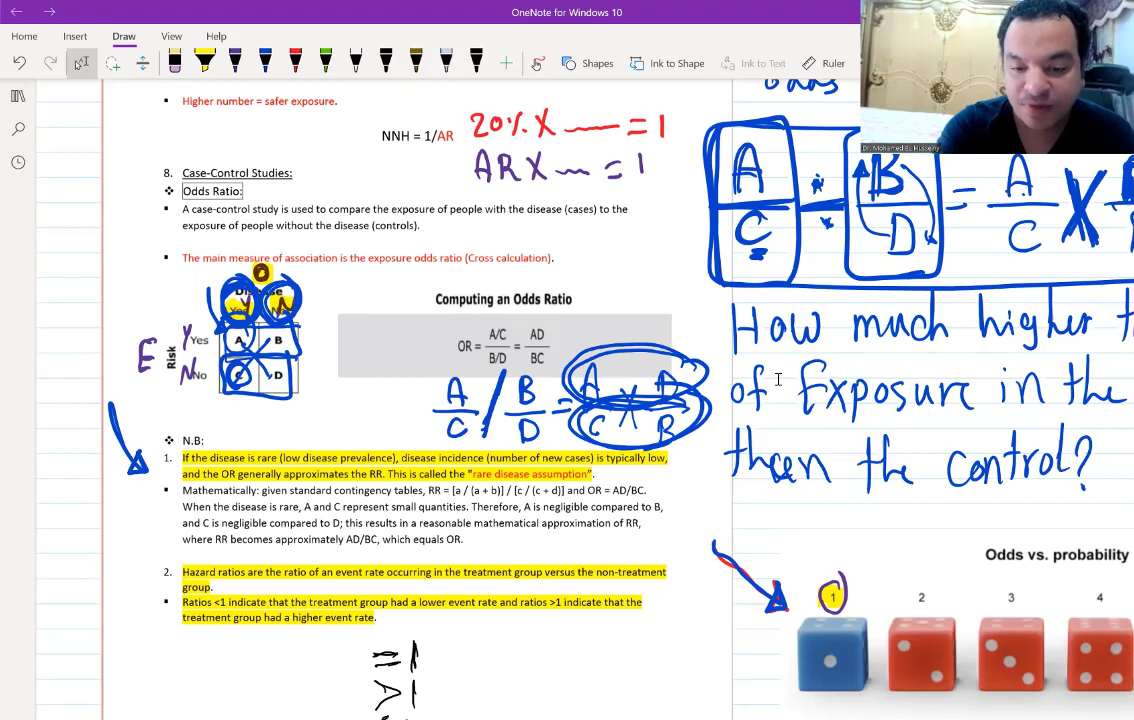 OneNote for Windows 10
Home Insert Draw View Help
Shapes Ink to Shape Ink to Text Ruler
Dr. Mohamed EL Husseiny
Higher number = safer exposure.
NNH = 1/AR
20% X = 1
ARX = 1
8. Case-Control Studies:
Odds Ratio:
A case-control study is used to compare the exposure of people with the disease (cases) to the
exposure of people without the disease (controls).
The main measure of association is the exposure odds ratio (Cross calculation).
O
Y N
E
Risk
Y Yes A B
N No C D
Computing an Odds Ratio
OR = A/C / B/D = AD / BC
A/C / B/D = A X D / C B
N.B:
1. If the disease is rare (low disease prevalence), disease incidence (number of new cases) is typically low,
and the OR generally approximates the RR. This is called the "rare disease assumption".
Mathematically: given standard contingency tables, RR = [a / (a + b)] / [c / (c + d)] and OR = AD/BC.
When the disease is rare, A and C represent small quantities. Therefore, A is negligible compared to B,
and C is negligible compared to D; this results in a reasonable mathematical approximation of RR,
where RR becomes approximately AD/BC, which equals OR.
2. Hazard ratios are the ratio of an event rate occurring in the treatment group versus the non-treatment
group.
Ratios <1 indicate that the treatment group had a lower event rate and ratios >1 indicate that the
treatment group had a higher event rate.
odds
A/C ÷ B/D = A/C X
How much higher
of Exposure in the
then the control?
Odds vs. probability
1 2 3 4